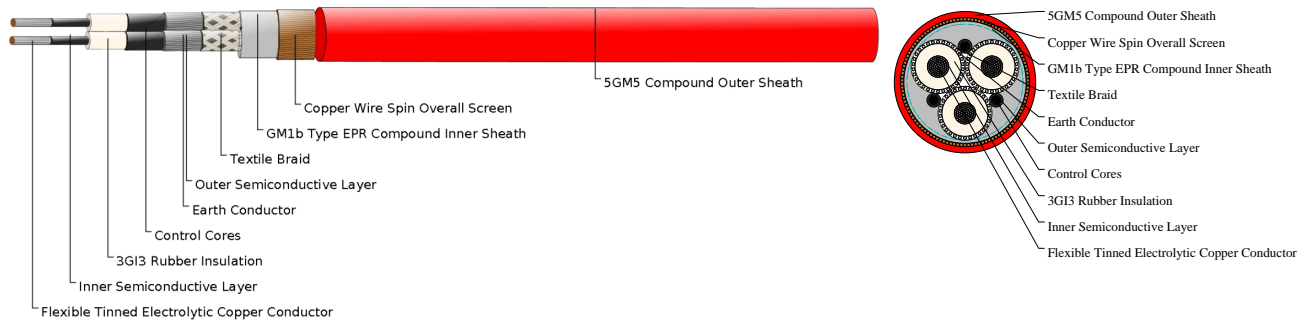 5GM5 Compound Outer Sheath
Copper Wire Spin Overall Screen
GM1b Type EPR Compound Inner Sheath
Textile Braid
Outer Semiconductive Layer
Earth Conductor
Control Cores
3GI3 Rubber Insulation
Inner Semiconductive Layer
Flexible Tinned Electrolytic Copper Conductor
5GM5 Compound Outer Sheath
Copper Wire Spin Overall Screen
GM1b Type EPR Compound Inner Sheath
Textile Braid
Earth Conductor
Outer Semiconductive Layer
Control Cores
3GI3 Rubber Insulation
Inner Semiconductive Layer
Flexible Tinned Electrolytic Copper Conductor